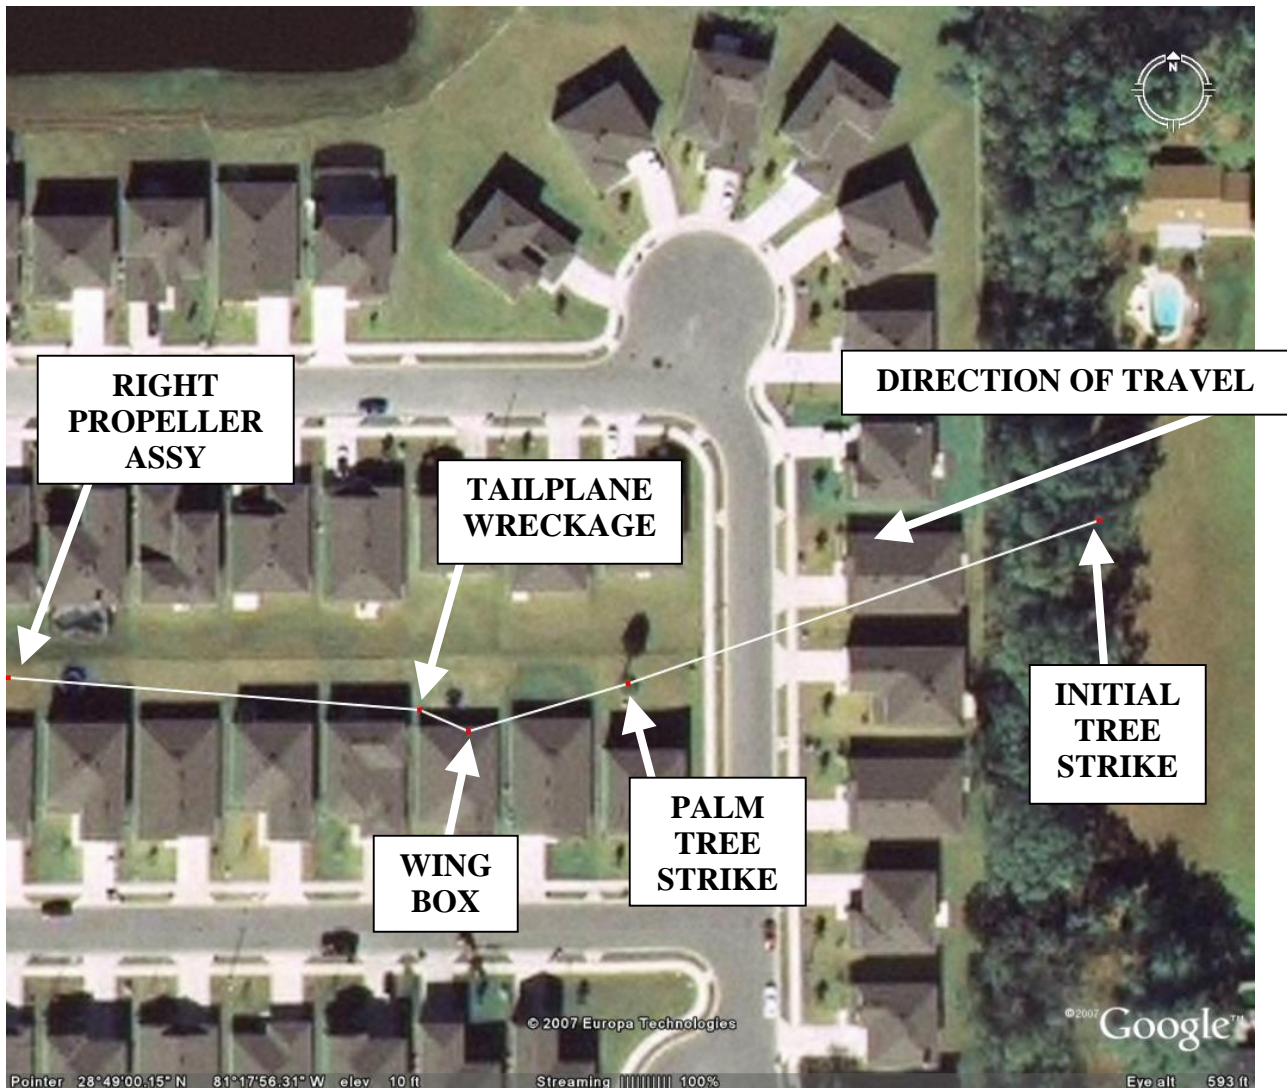 N
DIRECTION OF TRAVEL
RIGHT
PROPELLER
ASSY
TAILPLANE
WRECKAGE
INITIAL
TREE
STRIKE
PALM
TREE
STRIKE
WING
BOX
© 2007 Europa Technologies
©2007 Google™
Pointer 28°49'00.15" N 81°17'56.31" W elev 10 ft Streaming ||||||||| 100% Eye alt 593 ft